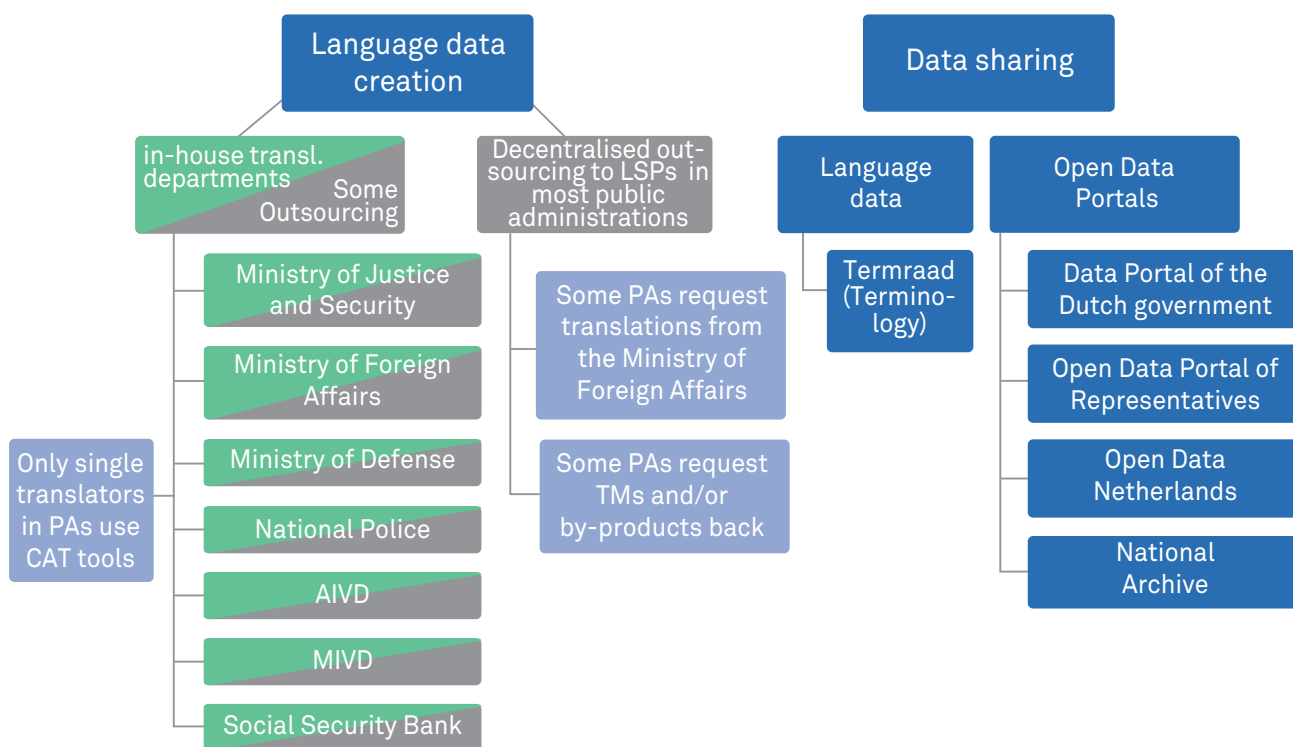 Language data
creation
Data sharing
in-house transl.
departments
Some
Outsourcing
Decentralised out-
sourcing to LSPs in
most public
administrations
Language
data
Open Data
Portals
Ministry of Justice
and Security
Ministry of Foreign
Affairs
Ministry of Defense
National Police
AIVD
MIVD
Social Security Bank
Only single
translators
in PAs use
CAT tools
Some PAs request
translations from
the Ministry of
Foreign Affairs
Some PAs request
TMs and/or
by-products back
Termraad
(Termino-
logy)
Data Portal of the
Dutch government
Open Data Portal of
Representatives
Open Data
Netherlands
National
Archive